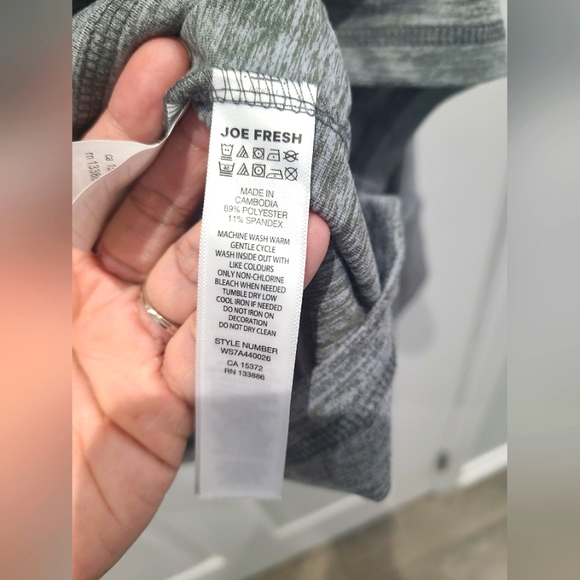 JOE FRESH
MADE IN
CAMBODIA
89% POLYESTER
11% SPANDEX
MACHINE WASH WARM
GENTLE CYCLE
WASH INSIDE OUT WITH
LIKE COLOURS
ONLY NON-CHLORINE
BLEACH WHEN NEEDED
TUMBLE DRY LOW
COOL IRON IF NEEDED
DO NOT IRON ON
DECORATION
DO NOT DRY CLEAN
STYLE NUMBER
WS7A440026
CA 15372
RN 133886